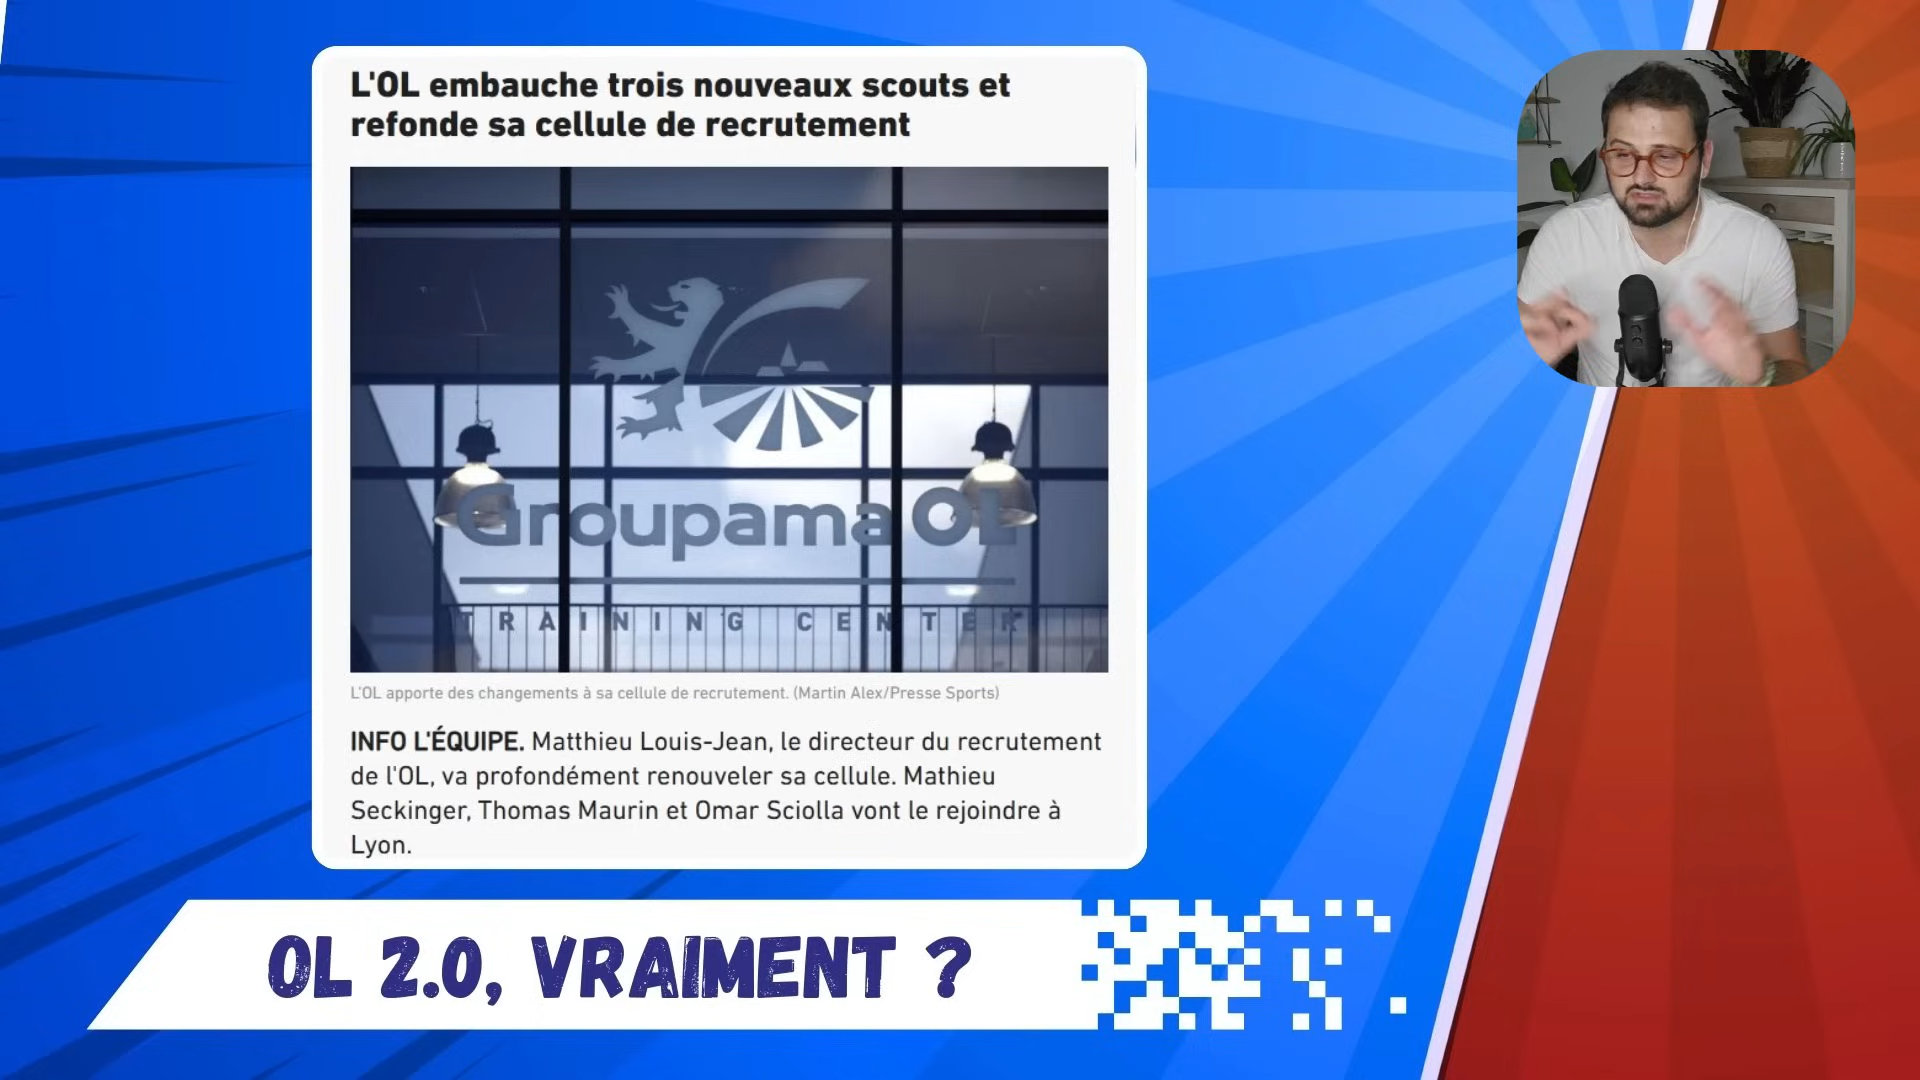 L'OL embauche trois nouveaux scouts et
refonde sa cellule de recrutement
Groupama OL
TRAINING CENTER
L'OL apporte des changements à sa cellule de recrutement. (Martin Alex/Presse Sports)
INFO L'ÉQUIPE. Matthieu Louis-Jean, le directeur du recrutement
de l'OL, va profondément renouveler sa cellule. Mathieu
Seckinger, Thomas Maurin et Omar Sciolla vont le rejoindre à
Lyon.
OL 2.0, VRAIMENT ?